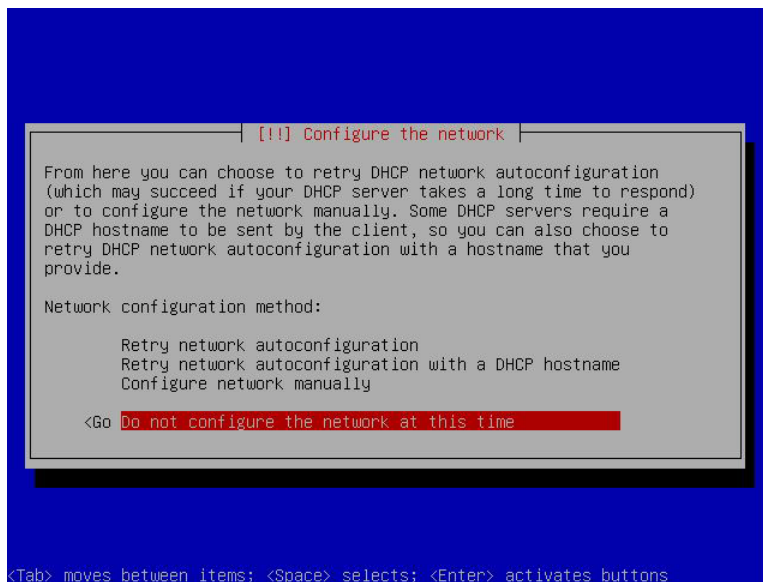 [!!] Configure the network
From here you can choose to retry DHCP network autoconfiguration
(which may succeed if your DHCP server takes a long time to respond)
or to configure the network manually. Some DHCP servers require a
DHCP hostname to be sent by the client, so you can also choose to
retry DHCP network autoconfiguration with a hostname that you
provide.
Network configuration method:
Retry network autoconfiguration
Retry network autoconfiguration with a DHCP hostname
Configure network manually
<Go Do not configure the network at this time
<Tab> moves between items; <Space> selects; <Enter> activates buttons